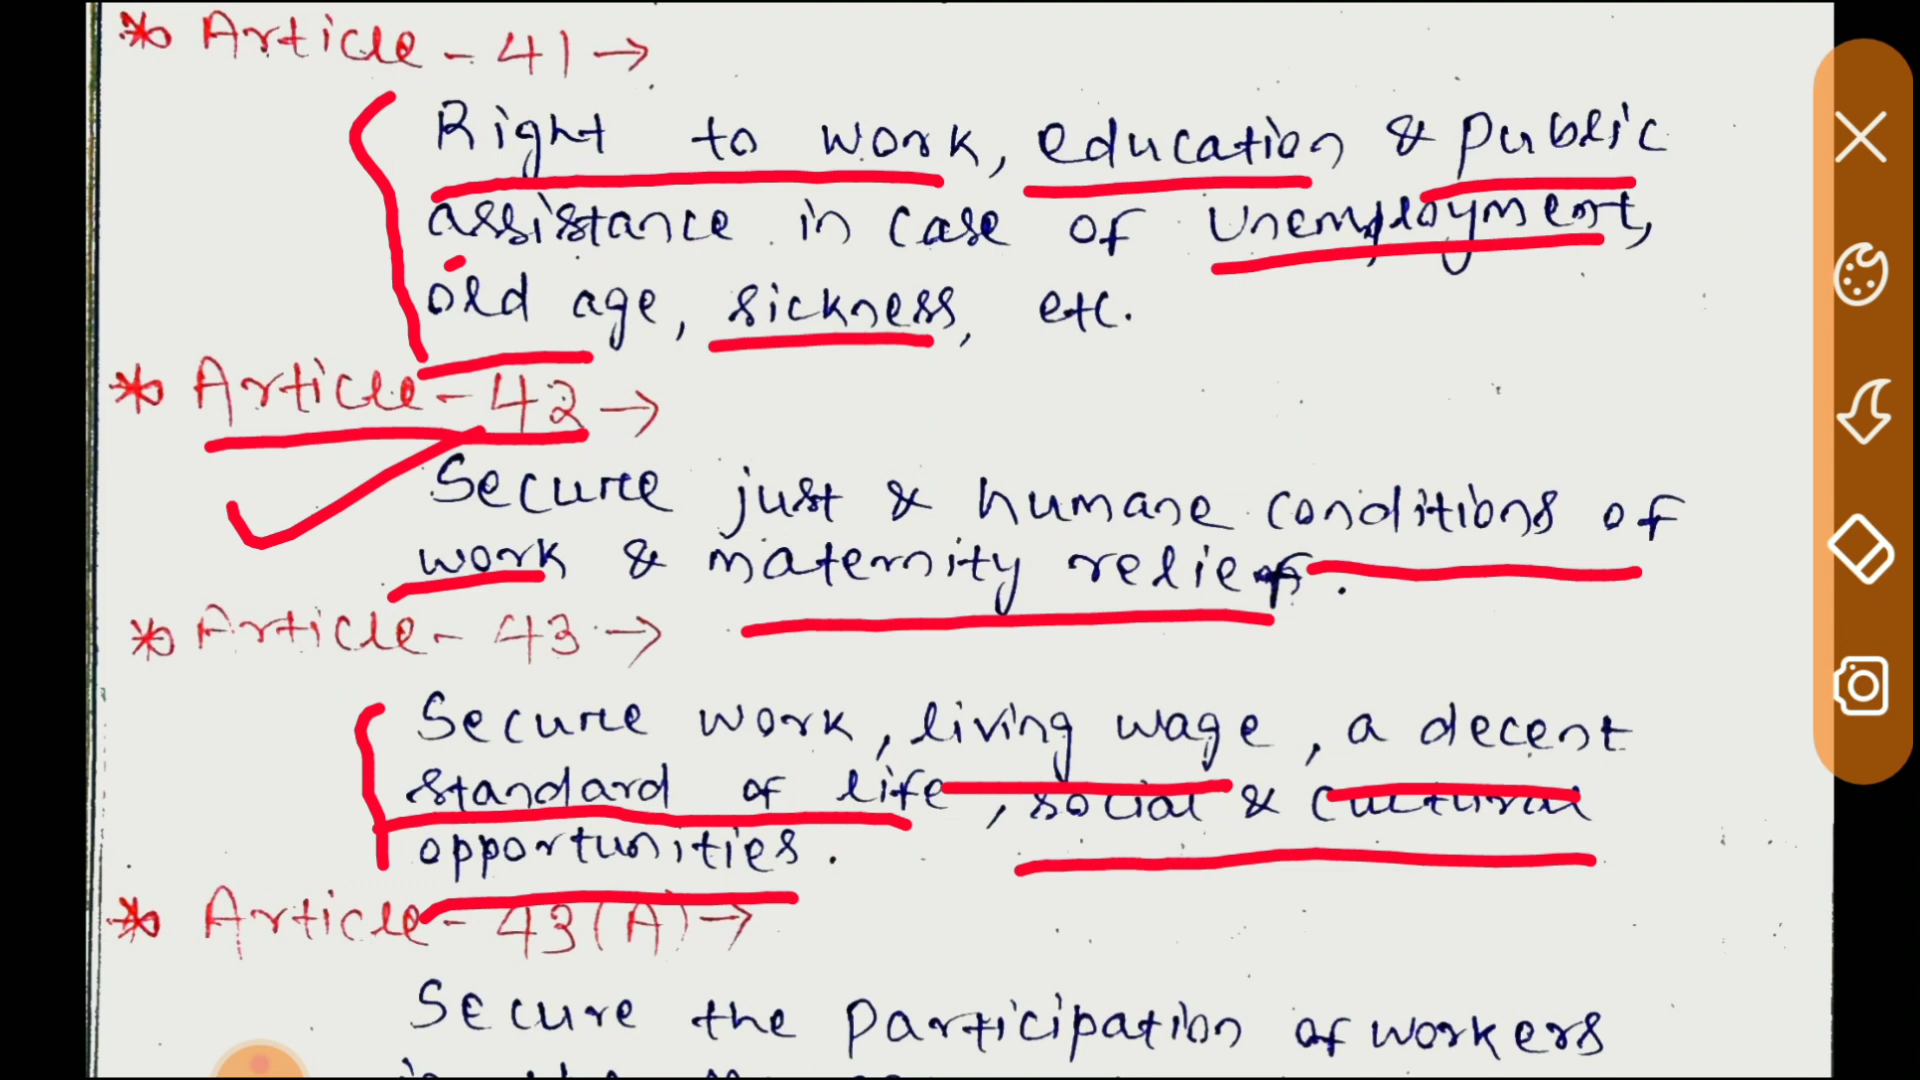 * Article - 41 →
Right to work, education & public
assistance in case of unemployment,
old age, sickness, etc.
* Article - 42 →
Secure just & humane conditions of
work & maternity relief.
* Article - 43 →
Secure work, living wage, a decent
standard of life, social & cultural
opportunities.
* Article - 43(A) →
Secure the participation of workers
in the